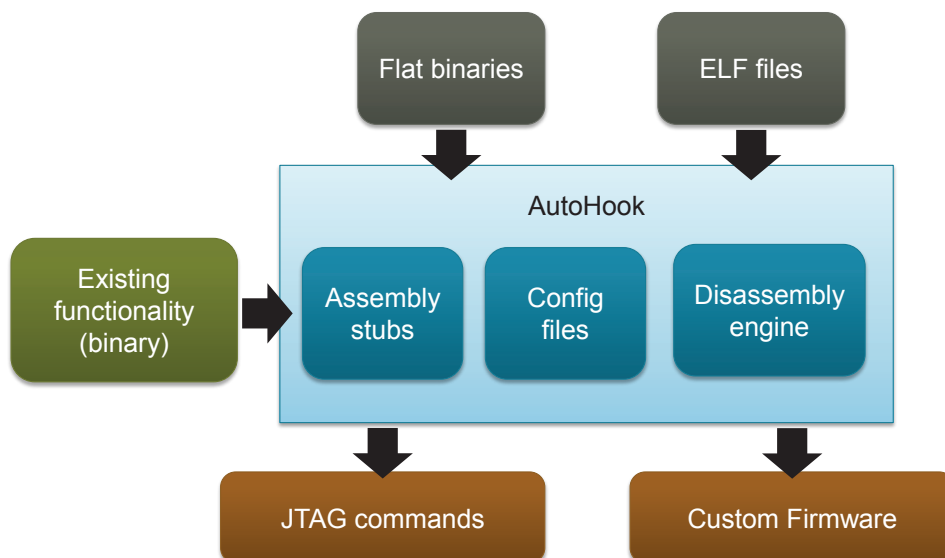 Flat binaries
ELF files
AutoHook
Existing
functionality
(binary)
Assembly
stubs
Config
files
Disassembly
engine
JTAG commands
Custom Firmware